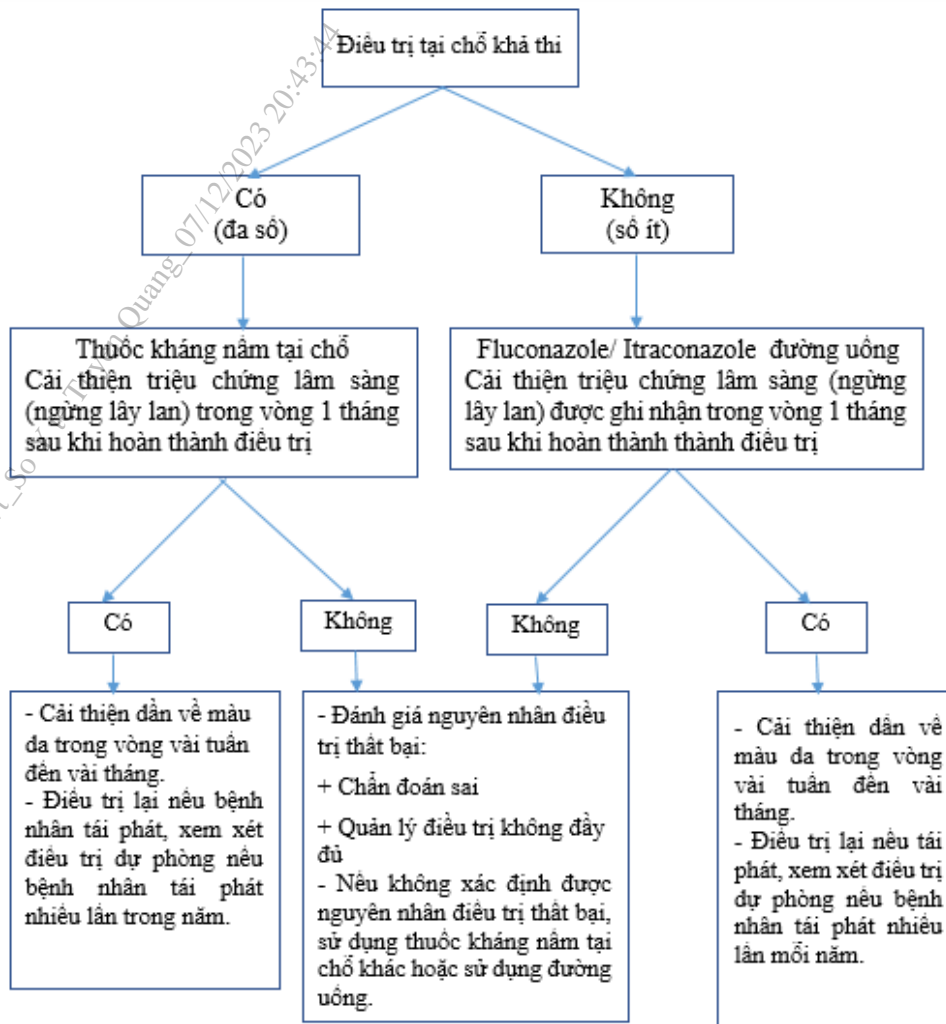 Điều trị tại chổ khả thi
Có
(đa số)
Không
(số ít)
Thuốc kháng nấm tại chổ
Cải thiện triệu chứng lâm sàng
(ngừng lây lan) trong vòng 1 tháng
sau khi hoàn thành điều trị
Fluconazole/ Itraconazole đường uống
Cải thiện triệu chứng lâm sàng (ngừng
lây lan) được ghi nhận trong vòng 1 tháng
sau khi hoàn thành thành điều trị
Có
Không
Không
Có
- Cải thiện dần về màu
da trong vòng vài tuần
đến vài tháng.
- Điều trị lại nếu bệnh
nhân tái phát, xem xét
điều trị dự phòng nếu
bệnh nhân tái phát
nhiều lần trong năm.
- Đánh giá nguyên nhân điều
trị thất bại:
+ Chẩn đoán sai
+ Quản lý điều trị không đầy
đủ
- Nếu không xác định được
nguyên nhân điều trị thất bại,
sử dụng thuốc kháng nấm tại
chổ khác hoặc sử dụng đường
uống.
- Cải thiện dần về
màu da trong vòng
vài tuần đến vài
tháng.
- Điều trị lại nếu tái
phát, xem xét điều trị
dự phòng nếu bệnh
nhân tái phát nhiều
lần mỗi năm.
Quang_07/12/2023 20:43:44